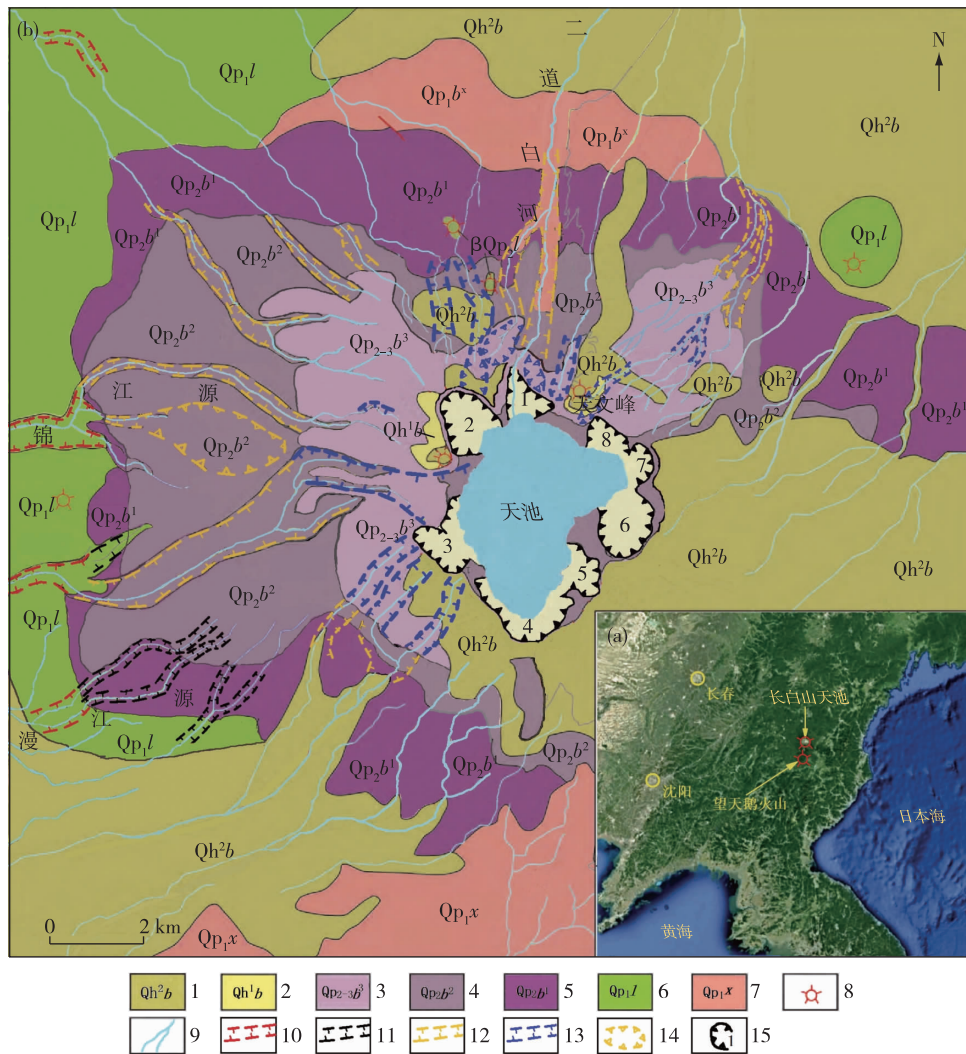 (b)
Qh²b
二
N
Qp₁l
道
Qp₁bˣ
Qh²b
白
Qp₁bˣ
Qp₁l
Qp₂b¹
Qp₂b¹
河
Qp₂b¹
Qp₂b¹
Qp₁l
βQp₃l
Qp₂b²
Qp₂b¹
Qh²b
Qp₂b²
Qp₂₋₃b³
Qp₂b²
Qp₂₋₃b³
Qh²b
Qp₂b¹
江 源
天文峰
Qh²b
Qh²b
1
Qp₂b²
Qp₂b¹
锦
Qp₂b²
Qh¹b
2
8
7
Qp₁l
天池
6
Qp₂b¹
Qp₂₋₃b³
3
Qh²b
5
Qh²b
Qp₂b²
4
Qp₁l
Qh²b
源
江
漫
Qp₁l
Qp₂b¹
Qp₂b¹
Qp₂b²
Qh²b
0 2 km
Qp₁x
Qp₁x
(a)
长春
长白山天池
沈阳
望天鹅火山
日本海
黄海
Qh²b 1 Qh¹b 2 Qp₂₋₃b³ 3 Qp₂b² 4 Qp₂b¹ 5 Qp₁l 6 Qp₁x 7 8
9 10 11 12 13 14 1 15